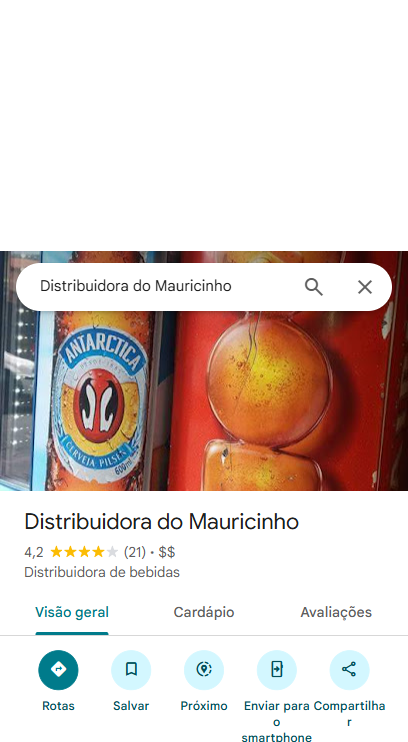 Distribuidora do Mauricinho
ANTARCTICA
CERVEJA PILSEN
600ml
Distribuidora do Mauricinho
4,2 (21) · $$
Distribuidora de bebidas
Visão geral Cardápio Avaliações
Rotas Salvar Próximo Enviar para o smartphone Compartilhar